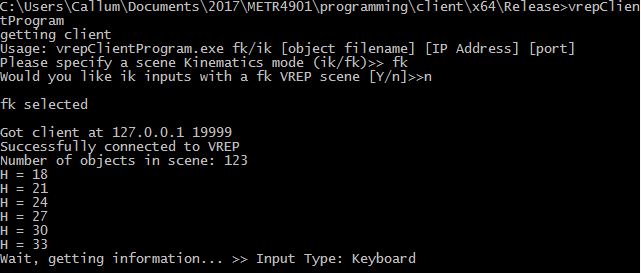 C:\Users\Callum\Documents\2017\METR4901\programming\client\x64\Release>vrepClien
tProgram
getting client
Usage: vrepClientProgram.exe fk/ik [object filename] [IP Address] [port]
Please specify a scene Kinematics mode (ik/fk)>> fk
Would you like ik inputs with a fk VREP scene [Y/n]>>n
fk selected
Got client at 127.0.0.1 19999
Successfully connected to VREP
Number of objects in scene: 123
H = 18
H = 21
H = 24
H = 27
H = 30
H = 33
Wait, getting information... >> Input Type: Keyboard